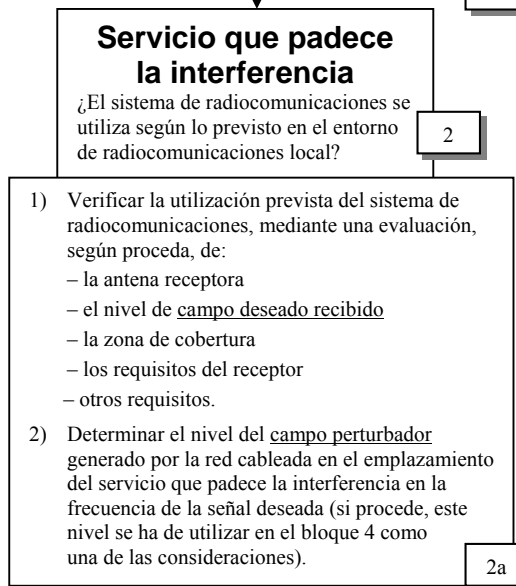 Servicio que padece
la interferencia
¿El sistema de radiocomunicaciones se
utiliza según lo previsto en el entorno
de radiocomunicaciones local?
2
1) Verificar la utilización prevista del sistema de
radiocomunicaciones, mediante una evaluación,
según proceda, de:
– la antena receptora
– el nivel de campo deseado recibido
– la zona de cobertura
– los requisitos del receptor
– otros requisitos.
2) Determinar el nivel del campo perturbador
generado por la red cableada en el emplazamiento
del servicio que padece la interferencia en la
frecuencia de la señal deseada (si procede, este
nivel se ha de utilizar en el bloque 4 como
una de las consideraciones).
2a